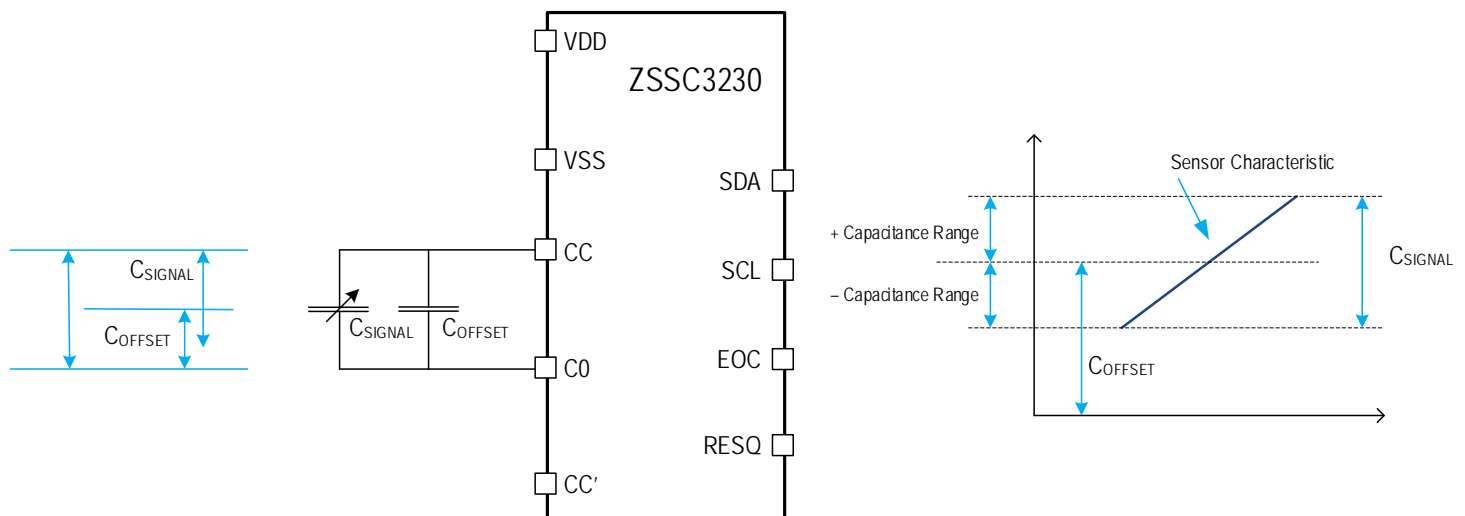 VDD
ZSSC3230
VSS
SDA
CC
SCL
CSIGNAL
COFFSET
CSIGNAL
COFFSET
C0
EOC
RESQ
CC′
Sensor Characteristic
+ Capacitance Range
– Capacitance Range
CSIGNAL
COFFSET